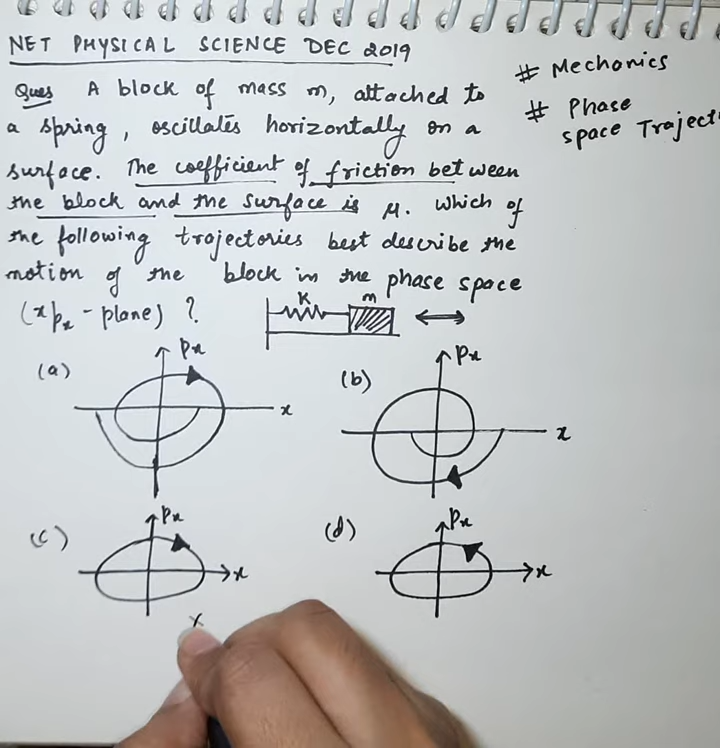 NET PHYSICAL SCIENCE DEC 2019
# Mechanics
# Phase
space Traject
Ques A block of mass m, attached to
a spring, oscillates horizontally on a
surface. The coefficient of friction between
the block and the surface is μ. Which of
the following trajectories best describe the
motion of the block in the phase space
(xpx - plane) ?
K
m
(a)
px
x
(b)
px
x
(c)
px
x
(d)
px
x
x